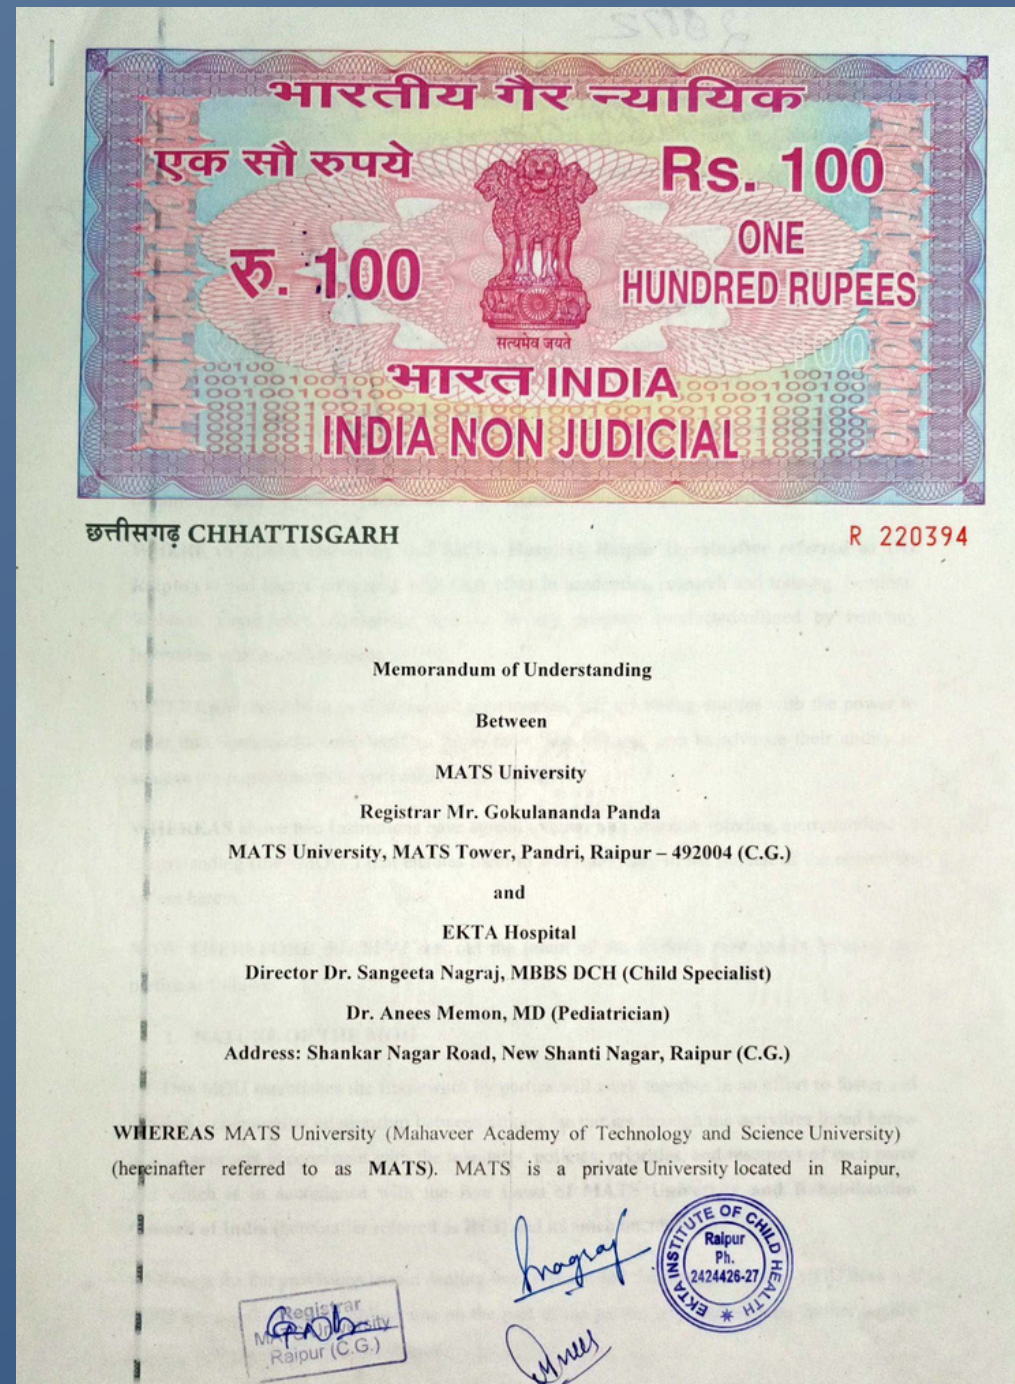 भारतीय गैर न्यायिक
एक सौ रुपये
Rs. 100
रु. 100
ONE
HUNDRED RUPEES
सत्यमेव जयते
भारत INDIA
INDIA NON JUDICIAL
छत्तीसगढ़ CHHATTISGARH
R 220394
Memorandum of Understanding
Between
MATS University
Registrar Mr. Gokulananda Panda
MATS University, MATS Tower, Pandri, Raipur – 492004 (C.G.)
and
EKTA Hospital
Director Dr. Sangeeta Nagraj, MBBS DCH (Child Specialist)
Dr. Anees Memon, MD (Pediatrician)
Address: Shankar Nagar Road, New Shanti Nagar, Raipur (C.G.)
WHEREAS MATS University (Mahaveer Academy of Technology and Science University)
(hereinafter referred to as MATS). MATS is a private University located in Raipur,
Snagraj
EKTA INSTITUTE OF CHILD HEALTH
Raipur
Ph.
2424426-27
Registrar
MATS University
Raipur (C.G.)
Anees